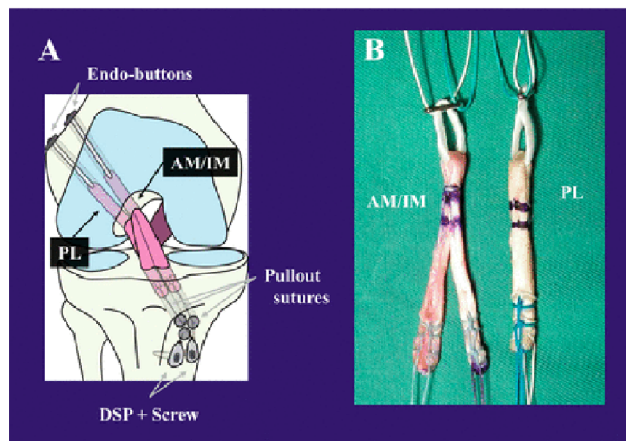 A
Endo-buttons
AM/IM
PL
Pullout
sutures
DSP + Screw
B
AM/IM
PL